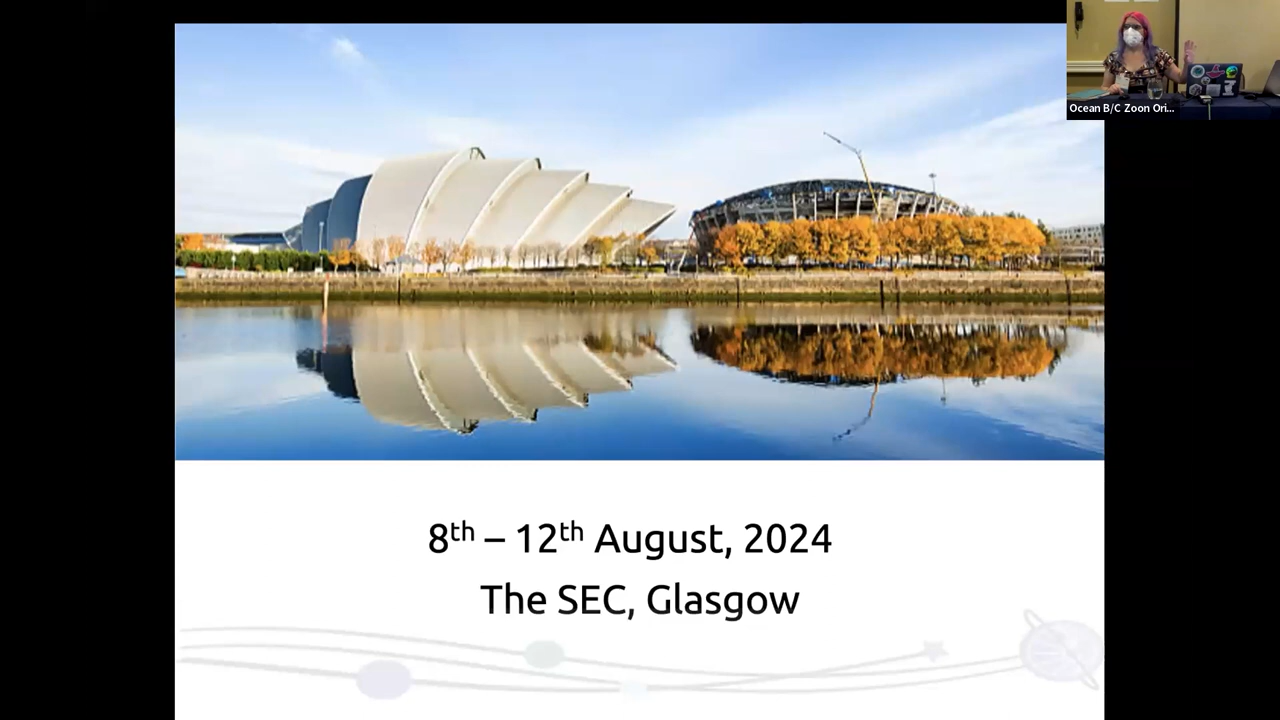 Ocean B/C Zoon Ori...
8th – 12th August, 2024
The SEC, Glasgow